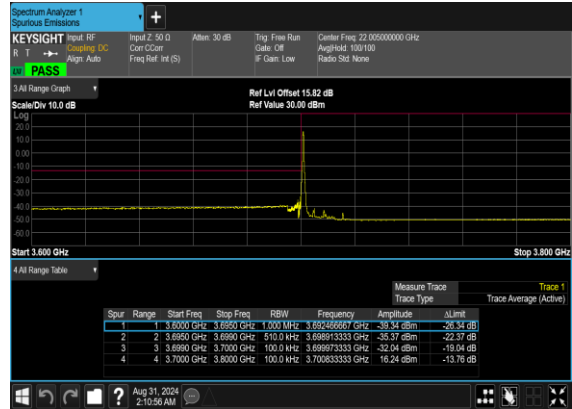 Spectrum Analyzer 1
Spurious Emissions
KEYSIGHT Input: RF Input Z: 50 Ω Atten: 30 dB Trig: Free Run Center Freq: 22.005000000 GHz
R T Coupling: DC Corr CCorr Gate: Off Avg|Hold: 100/100
Align: Auto Freq Ref: Int (S) IF Gain: Low Radio Std: None
PASS
3 All Range Graph
Ref Lvl Offset 15.82 dB
Scale/Div 10.0 dB Ref Value 30.00 dBm
Log
20.0
10.0
0.00
-10.0
-20.0
-30.0
-40.0
-50.0
-60.0
Start 3.600 GHz Stop 3.800 GHz
4 All Range Table
Measure Trace Trace 1
Trace Type Trace Average (Active)
Spur Range Start Freq Stop Freq RBW Frequency Amplitude ΔLimit
1 1 3.6000 GHz 3.6950 GHz 1.000 MHz 3.692466667 GHz -39.34 dBm -26.34 dB
2 2 3.6950 GHz 3.6990 GHz 510.0 kHz 3.698913333 GHz -35.37 dBm -22.37 dB
3 3 3.6990 GHz 3.7000 GHz 100.0 kHz 3.699973333 GHz -32.04 dBm -19.04 dB
4 4 3.7000 GHz 3.8000 GHz 100.0 kHz 3.700833333 GHz 16.24 dBm -13.76 dB
? Aug 31, 2024
2:10:56 AM